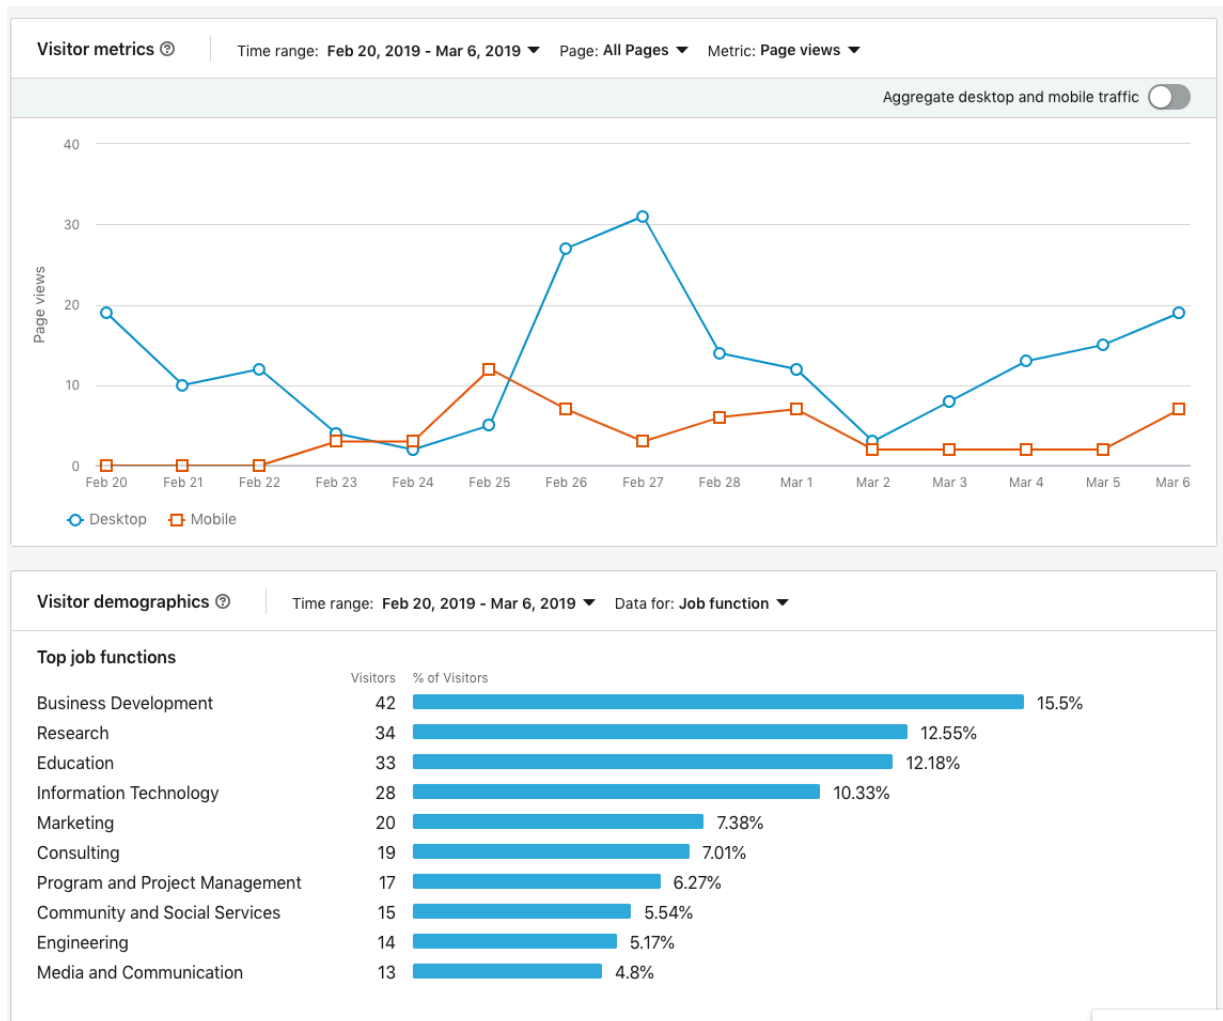 Visitor metrics ? Time range: Feb 20, 2019 - Mar 6, 2019 Page: All Pages Metric: Page views
Aggregate desktop and mobile traffic
40
30
20
10
0
Page views
Feb 20 Feb 21 Feb 22 Feb 23 Feb 24 Feb 25 Feb 26 Feb 27 Feb 28 Mar 1 Mar 2 Mar 3 Mar 4 Mar 5 Mar 6
Desktop Mobile
Visitor demographics ? Time range: Feb 20, 2019 - Mar 6, 2019 Data for: Job function
Top job functions
Visitors % of Visitors
Business Development 42 15.5%
Research 34 12.55%
Education 33 12.18%
Information Technology 28 10.33%
Marketing 20 7.38%
Consulting 19 7.01%
Program and Project Management 17 6.27%
Community and Social Services 15 5.54%
Engineering 14 5.17%
Media and Communication 13 4.8%